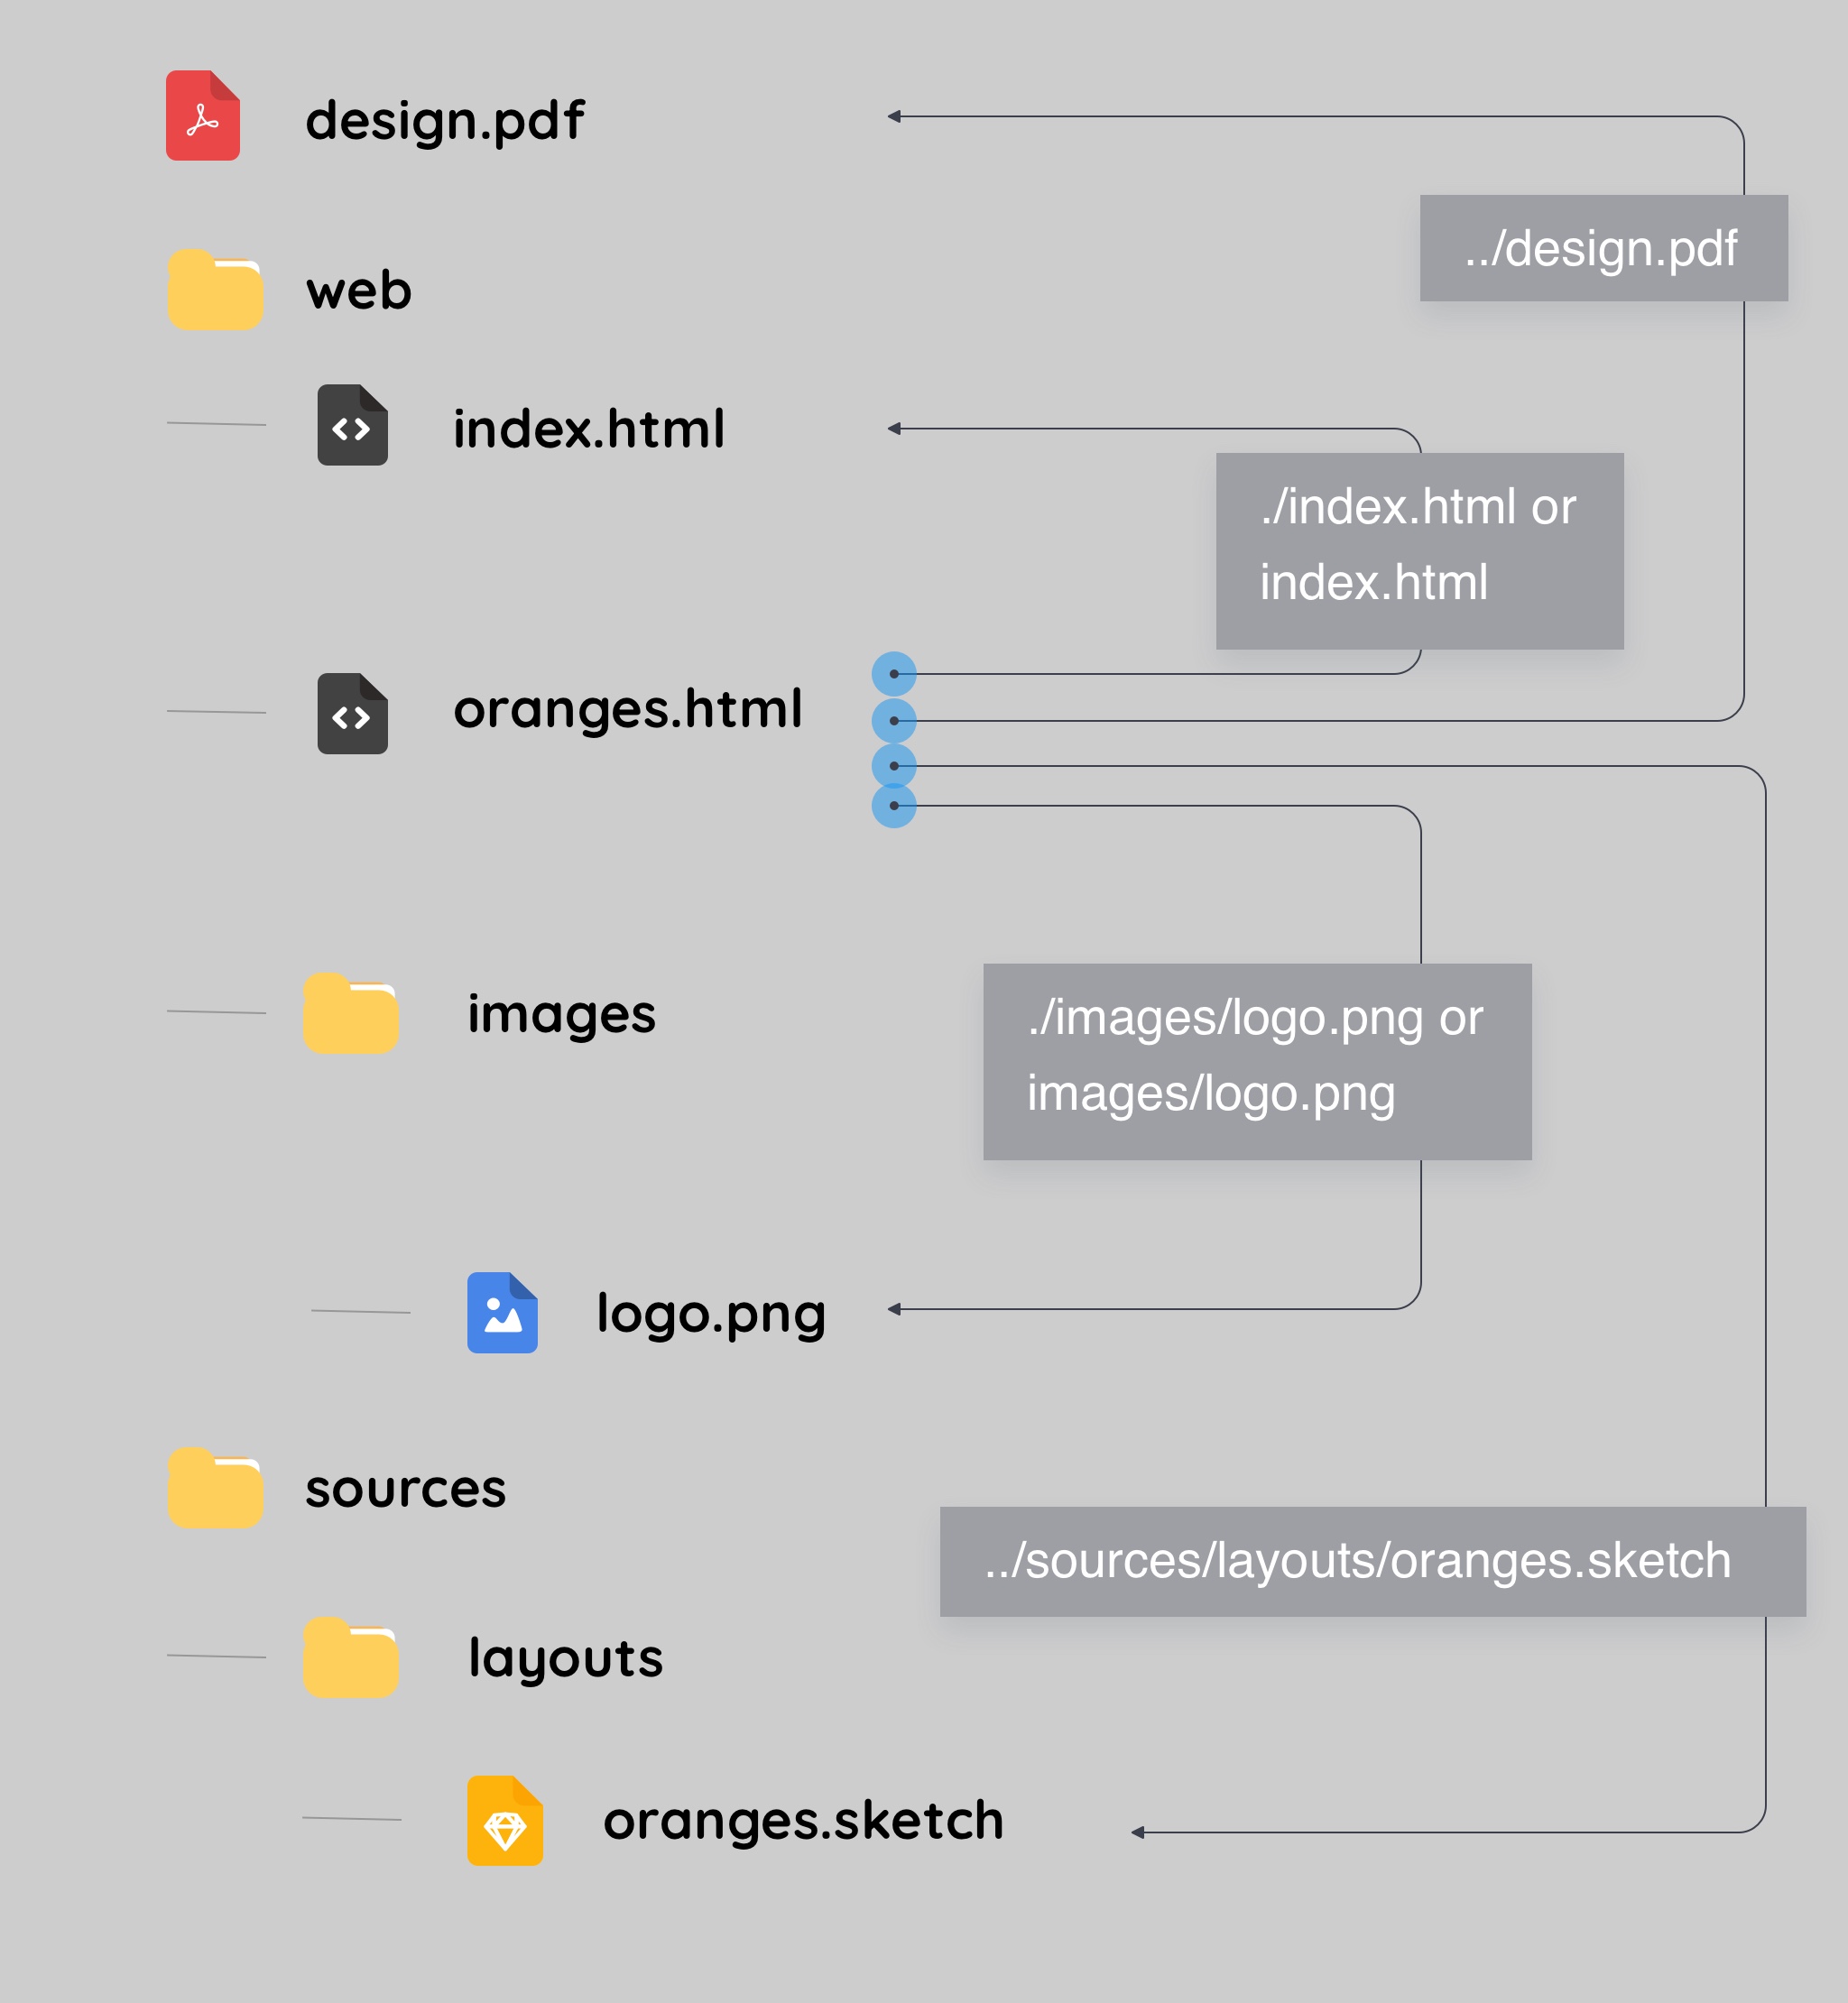 design.pdf
../design.pdf
web
index.html
./index.html or
index.html
oranges.html
images
./images/logo.png or
images/logo.png
logo.png
sources
../sources/layouts/oranges.sketch
layouts
oranges.sketch